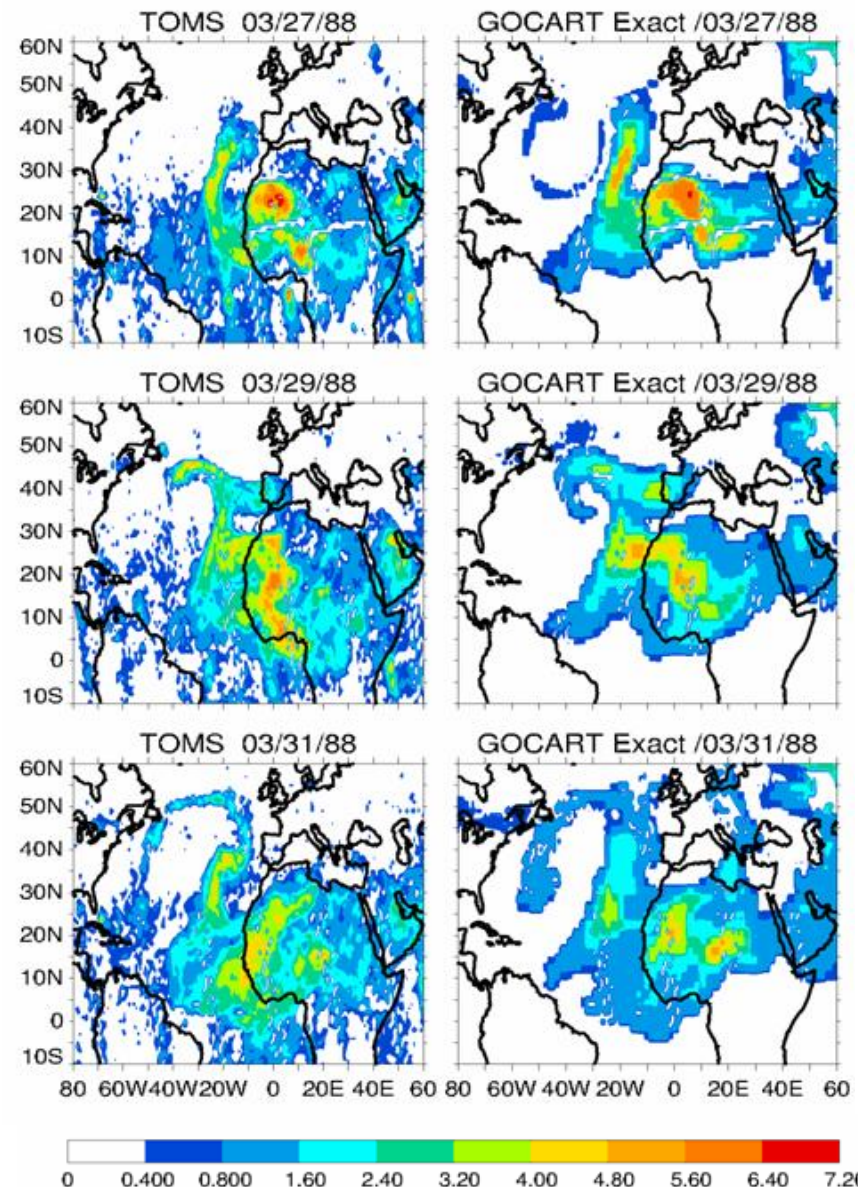 TOMS 03/27/88
GOCART Exact /03/27/88
60N
50N
40N
30N
20N
10N
0
10S
TOMS 03/29/88
GOCART Exact /03/29/88
60N
50N
40N
30N
20N
10N
0
10S
TOMS 03/31/88
GOCART Exact /03/31/88
60N
50N
40N
30N
20N
10N
0
10S
80 60W40W20W 0 20E 40E 60
80 60W40W20W 0 20E 40E 60
0 0.400 0.800 1.60 2.40 3.20 4.00 4.80 5.60 6.40 7.20